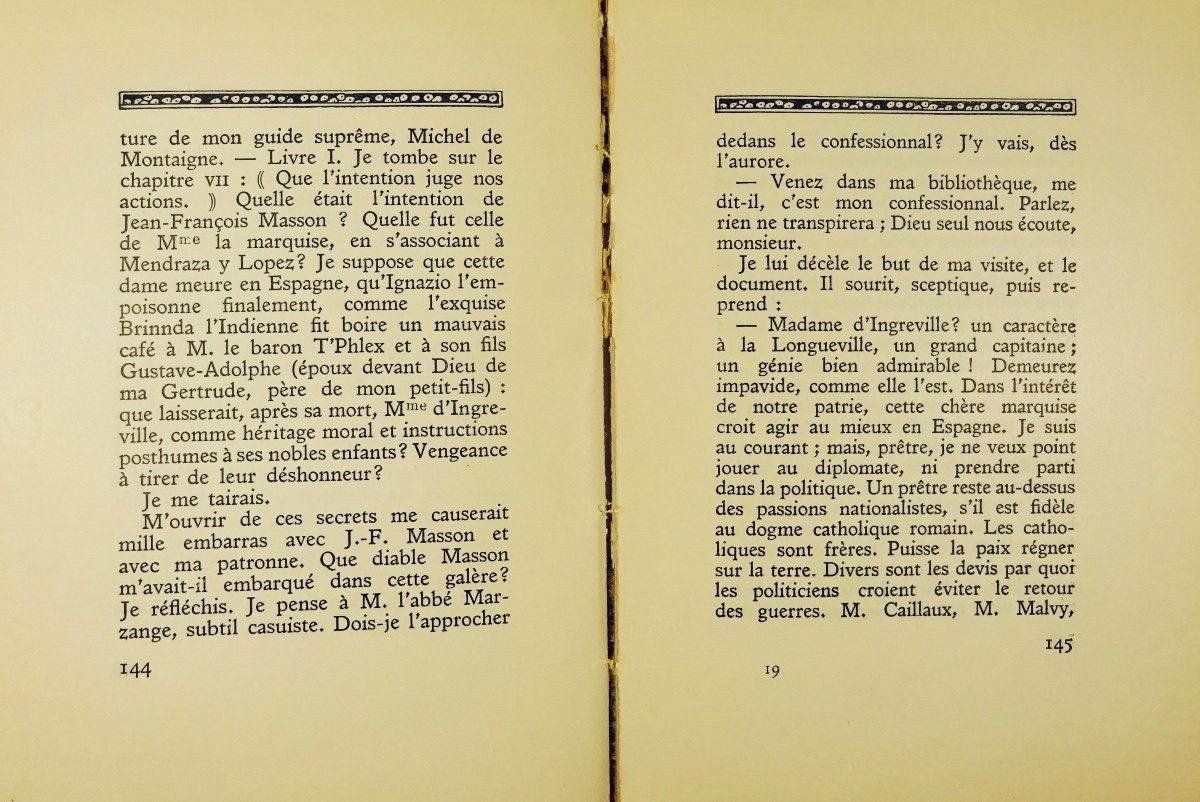 ture de mon guide suprême, Michel de
Montaigne. — Livre I. Je tombe sur le
chapitre VII : ⸨ Que l'intention juge nos
actions. ⸩ Quelle était l'intention de
Jean-François Masson ? Quelle fut celle
de Mme la marquise, en s'associant à
Mendraza y Lopez? Je suppose que cette
dame meure en Espagne, qu'Ignazio l'em-
poisonne finalement, comme l'exquise
Brinnda l'Indienne fit boire un mauvais
café à M. le baron T'Phlex et à son fils
Gustave-Adolphe (époux devant Dieu de
ma Gertrude, père de mon petit-fils) :
que laisserait, après sa mort, Mme d'Ingre-
ville, comme héritage moral et instructions
posthumes à ses nobles enfants? Vengeance
à tirer de leur déshonneur?
Je me tairais.
M'ouvrir de ces secrets me causerait
mille embarras avec J.-F. Masson et
avec ma patronne. Que diable Masson
m'avait-il embarqué dans cette galère?
Je réfléchis. Je pense à M. l'abbé Mar-
zange, subtil casuiste. Dois-je l'approcher
144
dedans le confessionnal? J'y vais, dès
l'aurore.
— Venez dans ma bibliothèque, me
dit-il, c'est mon confessional. Parlez,
rien ne transpirera ; Dieu seul nous écoute,
monsieur.
Je lui décèle le but de ma visite, et le
document. Il sourit, sceptique, puis re-
prend :
— Madame d'Ingreville? un caractère
à la Longueville, un grand capitaine ;
un génie bien admirable ! Demeurez
impavide, comme elle l'est. Dans l'intérêt
de notre patrie, cette chère marquise
croit agir au mieux en Espagne. Je suis
au courant ; mais, prêtre, je ne veux point
jouer au diplomate, ni prendre parti
dans la politique. Un prêtre reste au-dessus
des passions nationalistes, s'il est fidèle
au dogme catholique romain. Les catho-
liques sont frères. Puisse la paix régner
sur la terre. Divers sont les devis par quoi
les politiciens croient éviter le retour
des guerres. M. Caillaux, M. Malvy,
145
19